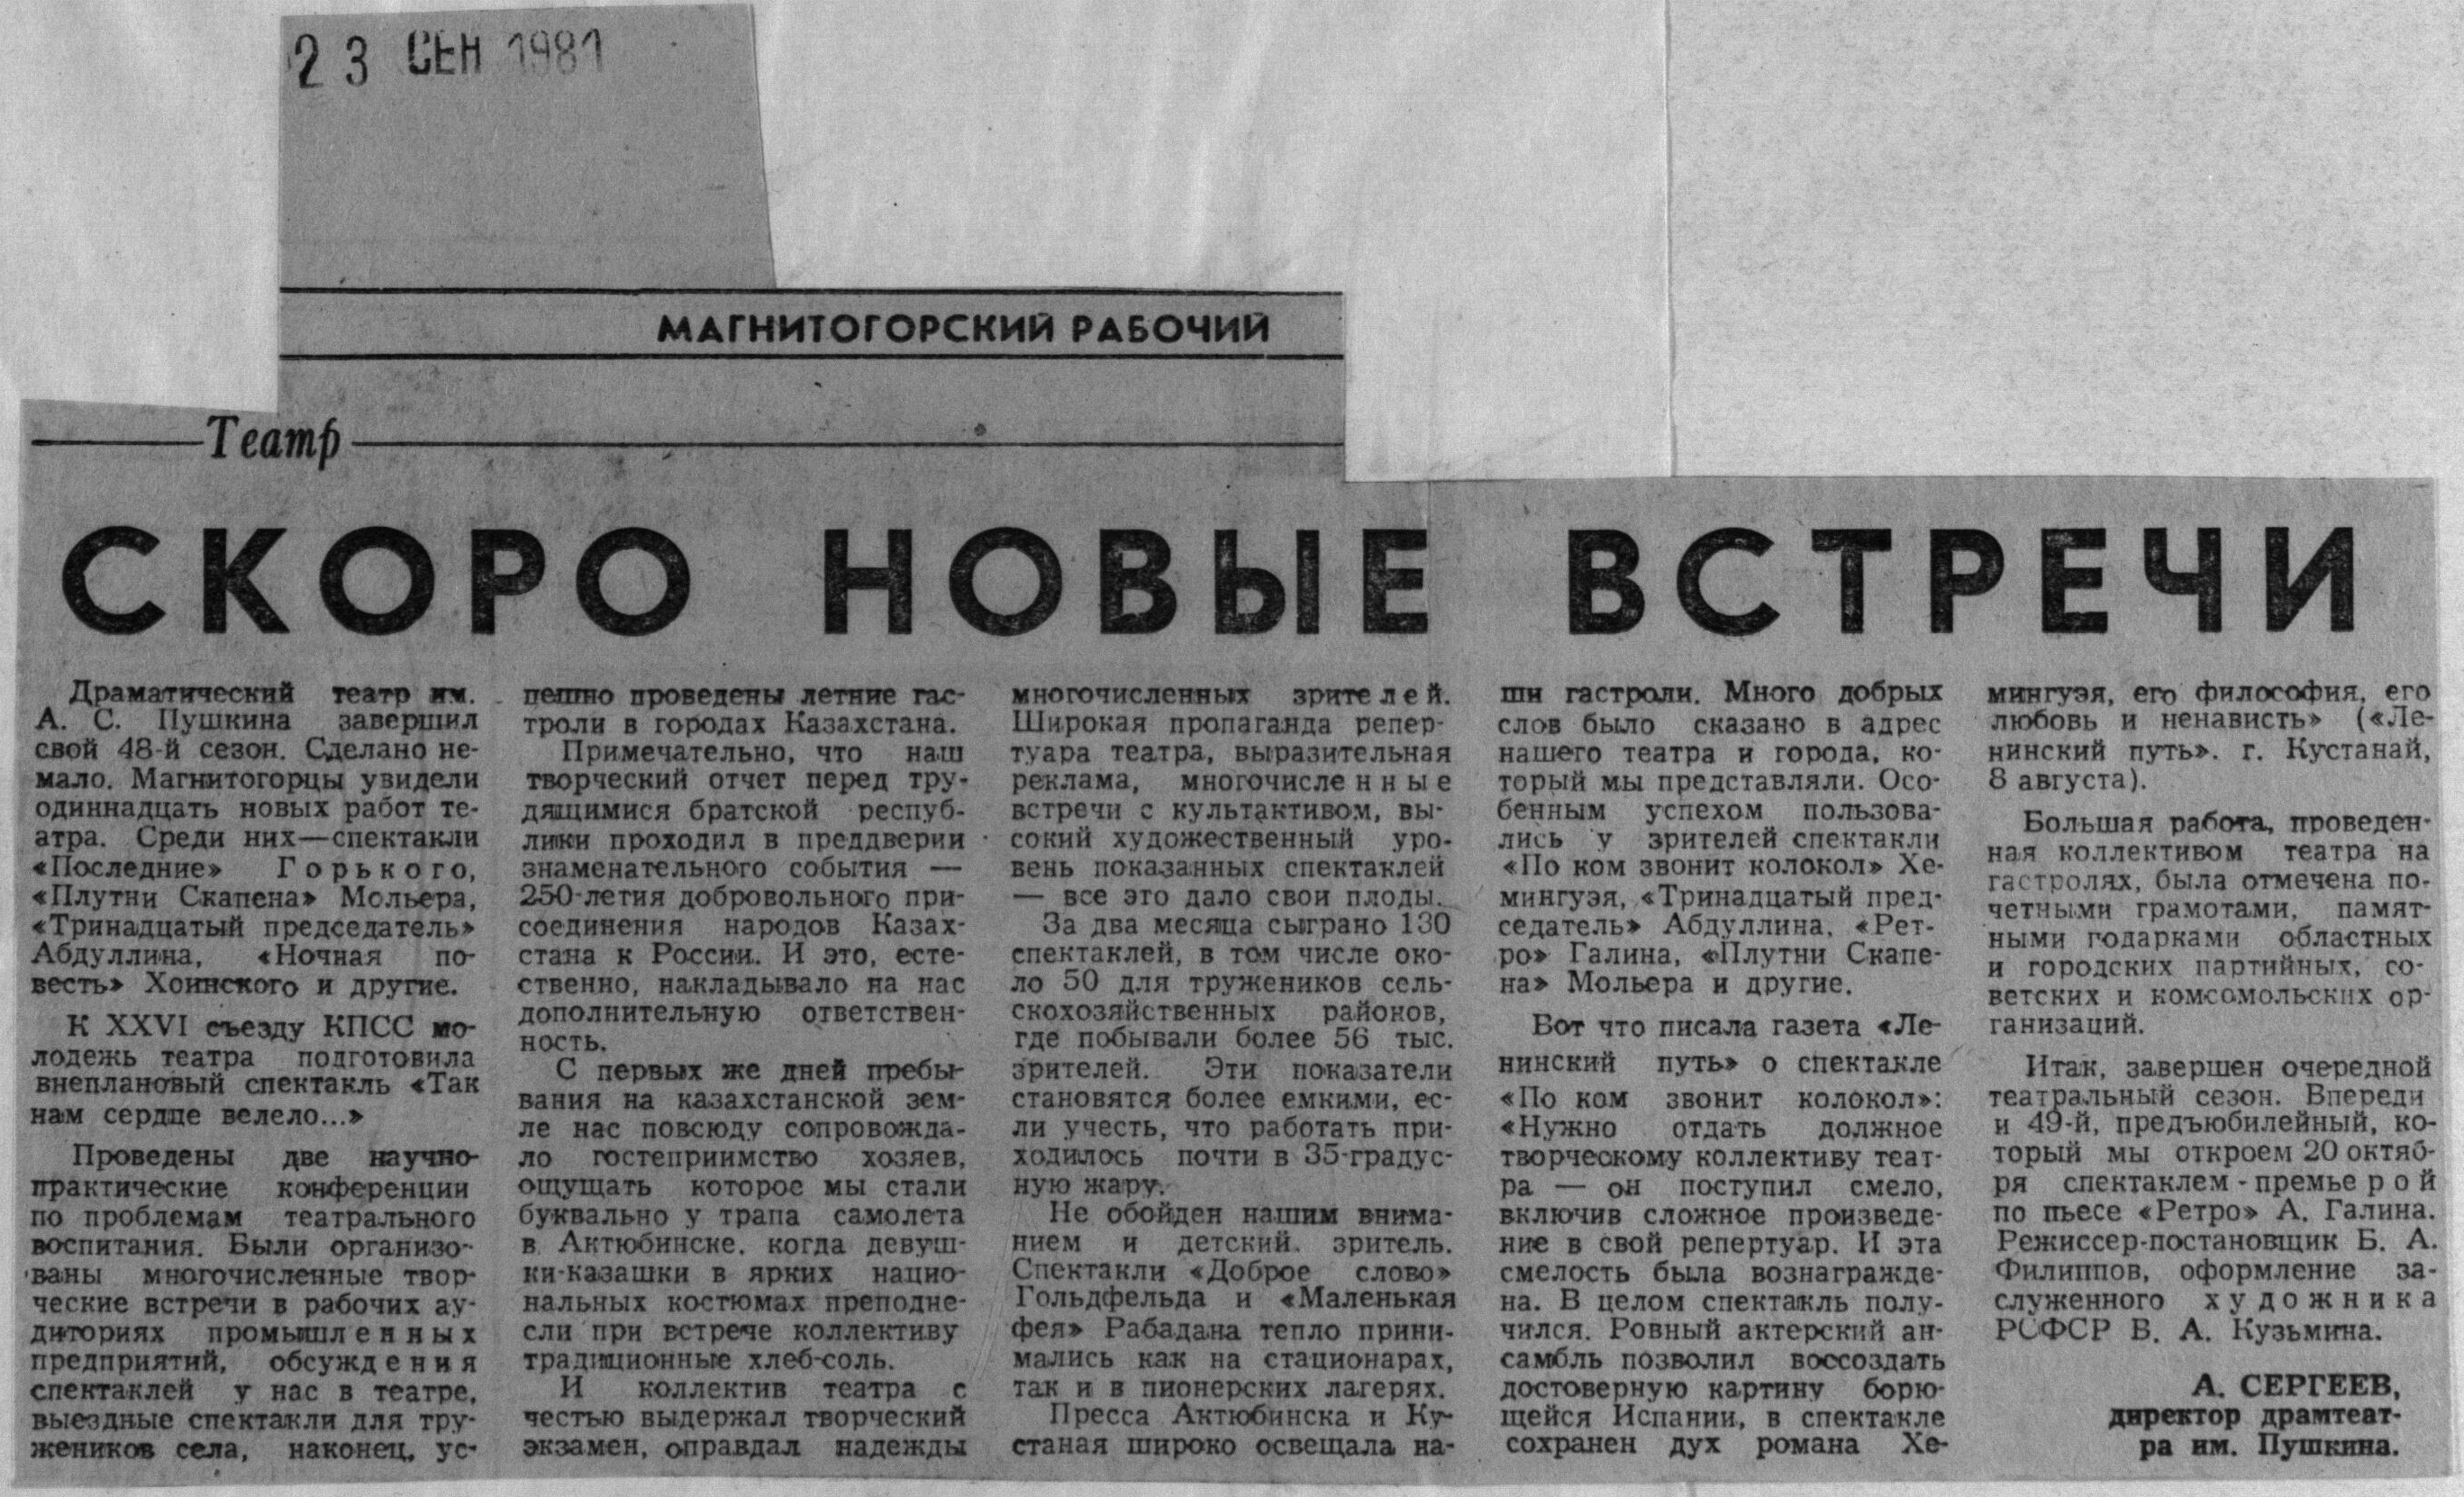 23 СЕН 1981
МАГНИТОГОРСКИЙ РАБОЧИЙ
Театр
СКОРО НОВЫЕ ВСТРЕЧИ
Драматический театр им.
А. С. Пушкина завершил
свой 48-й сезон. Сделано не-
мало. Магнитогорцы увидели
одиннадцать новых работ те-
атра. Среди них—спектакли
«Последние» Горького,
«Плутни Скапена» Мольера,
«Тринадцатый председатель»
Абдуллина, «Ночная по-
весть» Хоинского и другие.
К XXVI съезду КПСС мо-
лодежь театра подготовила
внеплановый спектакль «Так
нам сердце велело...»
Проведены две научно-
практические конференции
по проблемам театрального
воспитания. Были организо-
ваны многочисленные твор-
ческие встречи в рабочих ау-
диториях промышленных
предприятий, обсуждения
спектаклей у нас в театре,
выездные спектакли для тру-
жеников села, наконец, ус-
пешно проведены летние гас-
троли в городах Казахстана.
Примечательно, что наш
творческий отчет перед тру-
дящимися братской респуб-
лики проходил в преддверии
знаменательного события —
250-летия добровольного при-
соединения народов Казах-
стана к России. И это, есте-
ственно, накладывало на нас
дополнительную ответствен-
ность.
С первых же дней пребы-
вания на казахстанской зем-
ле нас повсюду сопровожда-
ло гостеприимство хозяев,
ощущать которое мы стали
буквально у трапа самолета
в Актюбинске, когда девуш-
ки-казашки в ярких нацио-
нальных костюмах преподне-
сли при встрече коллективу
традиционные хлеб-соль.
И коллектив театра с
честью выдержал творческий
экзамен, оправдал надежды
многочисленных зрителей.
Широкая пропаганда репер-
туара театра, выразительная
реклама, многочисленные
встречи с культактивом, вы-
сокий художественный уро-
вень показанных спектаклей
— все это дало свои плоды.
За два месяца сыграно 130
спектаклей, в том числе око-
ло 50 для тружеников сель-
скохозяйственных районов,
где побывали более 56 тыс.
зрителей. Эти показатели
становятся более емкими, ес-
ли учесть, что работать при-
ходилось почти в 35-градус-
ную жару.
Не обойден нашим внима-
нием и детский зритель.
Спектакли «Доброе слово»
Гольдфельда и «Маленькая
фея» Рабадана тепло прини-
мались как на стационарах,
так и в пионерских лагерях.
Пресса Актюбинска и Ку-
станая широко освещала на-
ши гастроли. Много добрых
слов было сказано в адрес
нашего театра и города, ко-
торый мы представляли. Осо-
бенным успехом пользова-
лись у зрителей спектакли
«По ком звонит колокол» Хе-
мингуэя, «Тринадцатый пред-
седатель» Абдуллина, «Рет-
ро» Галина, «Плутни Скапе-
на» Мольера и другие.
Вот что писала газета «Ле-
нинский путь» о спектакле
«По ком звонит колокол»:
«Нужно отдать должное
творческому коллективу теат-
ра — он поступил смело,
включив сложное произведе-
ние в свой репертуар. И эта
смелость была вознагражде-
на. В целом спектакль полу-
чился. Ровный актерский ан-
самбль позволил воссоздать
достоверную картину борю-
щейся Испании, в спектакле
сохранен дух романа Хе-
мингуэя, его философия, его
любовь и ненависть» («Ле-
нинский путь». г. Кустанай,
8 августа).
Большая работа, проведен-
ная коллективом театра на
гастролях, была отмечена по-
четными грамотами, памят-
ными подарками областных
и городских партийных, со-
ветских и комсомольских ор-
ганизаций.
Итак, завершен очередной
театральный сезон. Впереди
и 49-й, предъюбилейный, ко-
торый мы откроем 20 октяб-
ря спектаклем-премьерой
по пьесе «Ретро» А. Галина.
Режиссер-постановщик Б. А.
Филиппов, оформление за-
служенного художника
РСФСР В. А. Кузьмина.
А. СЕРГЕЕВ,
директор драмтеат-
ра им. Пушкина.